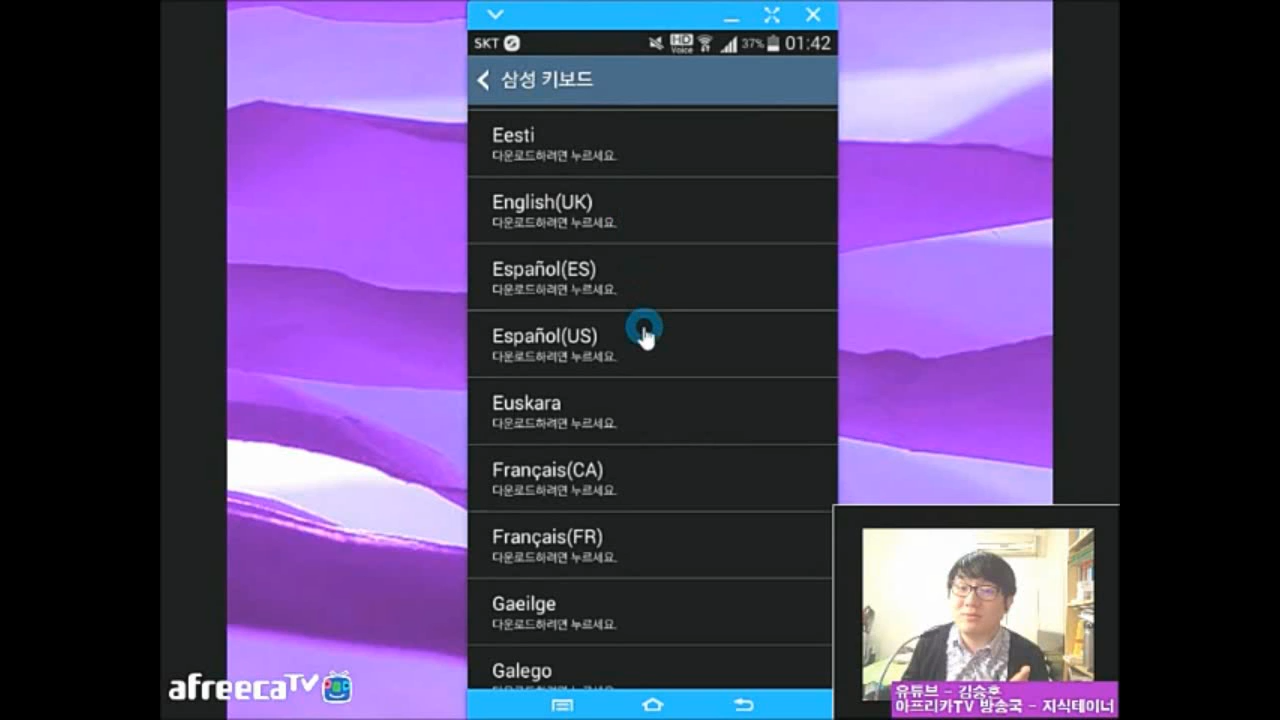 SKT
HD Voice
37%
01:42
삼성 키보드
Eesti
다운로드하려면 누르세요.
English(UK)
다운로드하려면 누르세요.
Español(ES)
다운로드하려면 누르세요.
Español(US)
다운로드하려면 누르세요.
Euskara
다운로드하려면 누르세요.
Français(CA)
다운로드하려면 누르세요.
Français(FR)
다운로드하려면 누르세요.
Gaeilge
다운로드하려면 누르세요.
Galego
afreecaTV
유튜브 - 김승후
아프리카TV 방송국 - 지식테이너